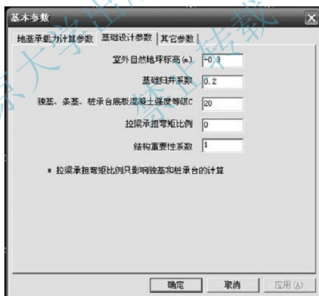 基本参数
地基承载力计算参数 基础设计参数 其它参数
室外自然地坪标高(m) -0.3
基础归并系数 0.2
独基、条基、桩承台底板混凝土强度等级C 20
拉梁承担弯矩比例 0
结构重要性系数 1
* 拉梁承担弯矩比例只影响独基和桩承台的计算
确定 取消 应用(A)